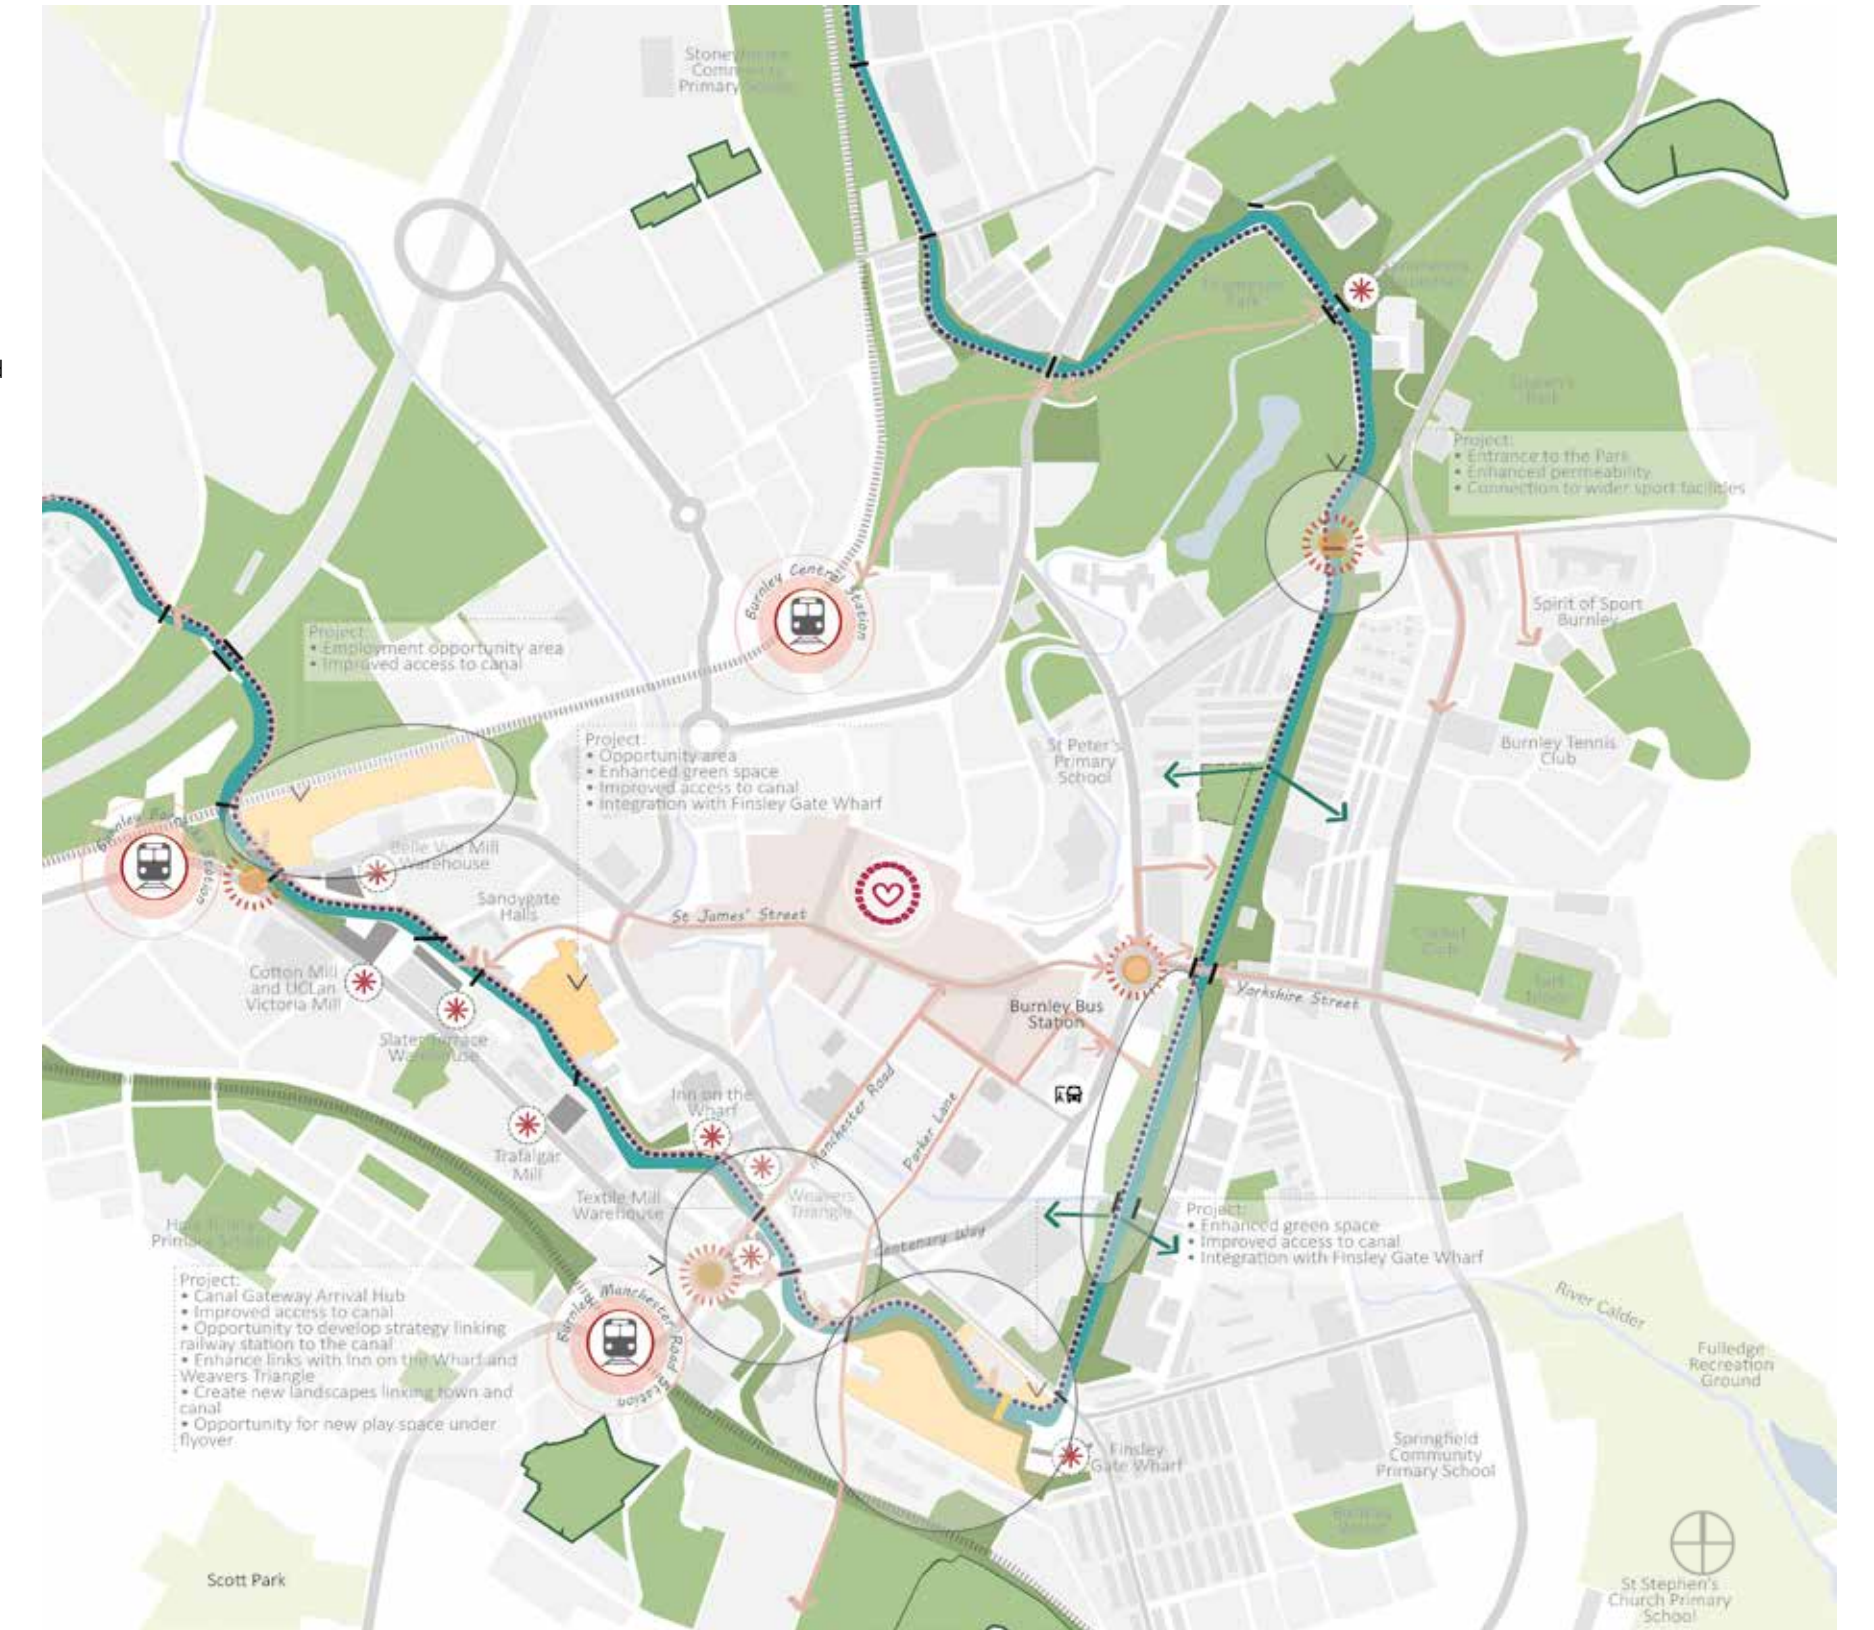 Primary
Project:
• Entrance to the Park
• Enhanced permeability
• Connection to wider sport facilities
Burnley Central Station
Spirit of Sport
Burnley
Project:
• Employment opportunity area
• Improved access to canal
Project:
• Opportunity area
• Enhanced green space
• Improved access to canal
• Integration with Finsley Gate Wharf
St Peter's
Primary
School
Burnley Tennis
Club
Station
Belle Vue Mill
Warehouse
Sandygate
Halls
St James' Street
Cotton Mill
and UCLan
Victoria Mill
Burnley Bus
Station
Yorkshire Street
Slater Terrace
Warehouse
Inn on the
Wharf
Manchester Road
Parker Lane
Trafalgar
Mill
Textile Mill
Warehouse
Weavers
Triangle
Centenary Way
Primary School
Project:
• Enhanced green space
• Improved access to canal
• Integration with Finsley Gate Wharf
Project:
• Canal Gateway Arrival Hub
• Improved access to canal
• Opportunity to develop strategy linking
railway station to the canal
• Enhance links with Inn on the Wharf and
Weavers Triangle
• Create new landscapes linking town and
canal
• Opportunity for new play space under
flyover
Burnley Manchester Road Station
River Calder
Fulledge
Recreation
Ground
Finsley
Gate Wharf
Springfield
Community
Primary School
Scott Park
St Stephen's
Church Primary
School